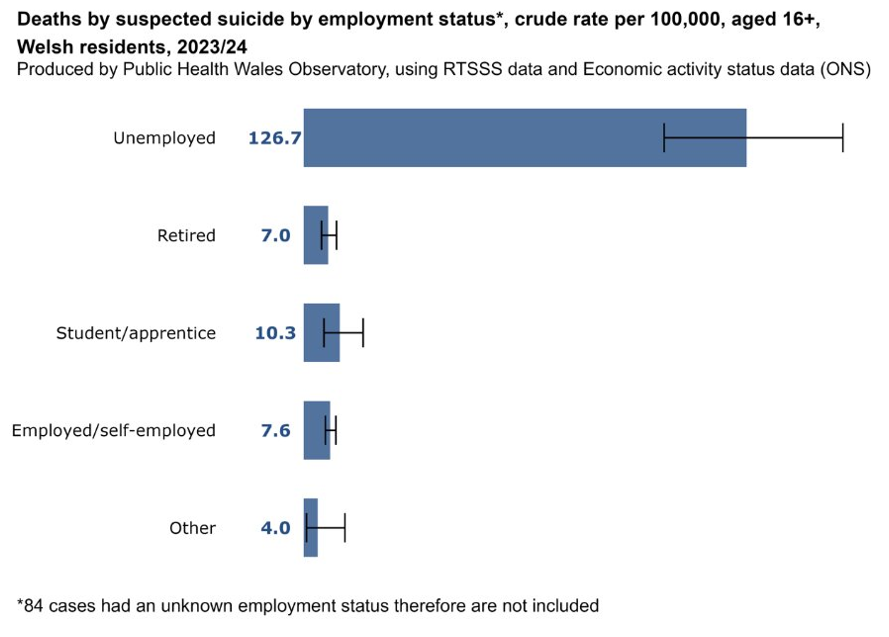 Deaths by suspected suicide by employment status*, crude rate per 100,000, aged 16+,
Welsh residents, 2023/24
Produced by Public Health Wales Observatory, using RTSSS data and Economic activity status data (ONS)
Unemployed 126.7
Retired 7.0
Student/apprentice 10.3
Employed/self-employed 7.6
Other 4.0
*84 cases had an unknown employment status therefore are not included